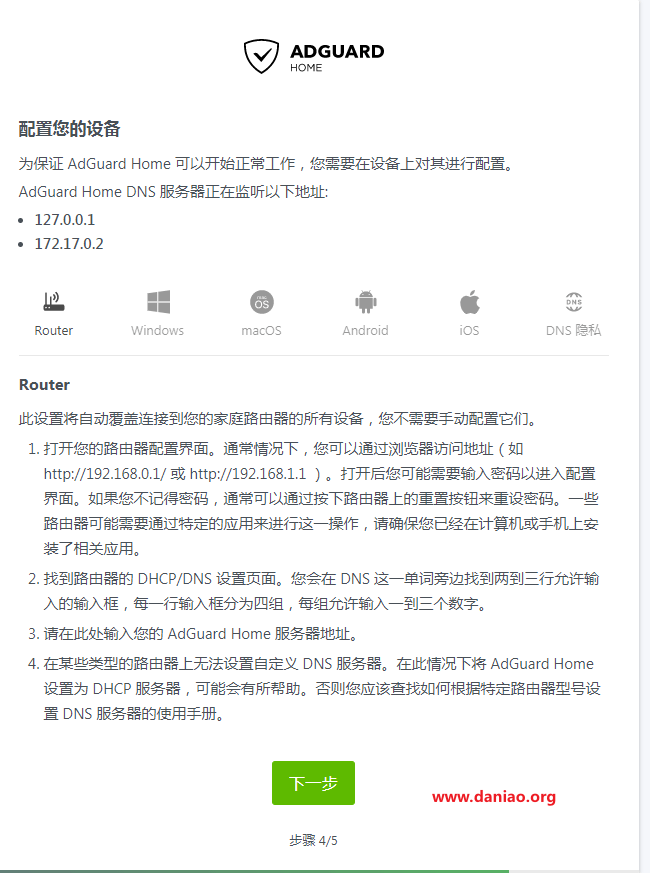 ADGUARD
HOME
配置您的设备
为保证 AdGuard Home 可以开始正常工作，您需要在设备上对其进行配置。
AdGuard Home DNS 服务器正在监听以下地址:
• 127.0.0.1
• 172.17.0.2
macOS
DNS
Router Windows macOS Android iOS DNS 隐私
Router
此设置将自动覆盖连接到您的家庭路由器的所有设备，您不需要手动配置它们。
1. 打开您的路由器配置界面。通常情况下，您可以通过浏览器访问地址（如
http://192.168.0.1/ 或 http://192.168.1.1 ）。打开后您可能需要输入密码以进入配置
界面。如果您不记得密码，通常可以通过按下路由器上的重置按钮来重设密码。一些
路由器可能需要通过特定的应用来进行这一操作，请确保您已经在计算机或手机上安
装了相关应用。
2. 找到路由器的 DHCP/DNS 设置页面。您会在 DNS 这一单词旁边找到两到三行允许输
入的输入框，每一行输入框分为四组，每组允许输入一到三个数字。
3. 请在此处输入您的 AdGuard Home 服务器地址。
4. 在某些类型的路由器上无法设置自定义 DNS 服务器。在此情况下将 AdGuard Home
设置为 DHCP 服务器，可能会有所帮助。否则您应该查找如何根据特定路由器型号设
置 DNS 服务器的使用手册。
下一步
www.daniao.org
步骤 4/5